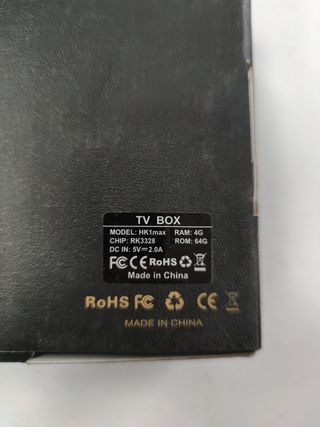 TV BOX
MODEL: HK1max RAM: 4G
CHIP: RK3328 ROM: 64G
DC IN: 5V⎓2.0A
FC CE RoHS
Made in China
RoHS FC CE
MADE IN CHINA